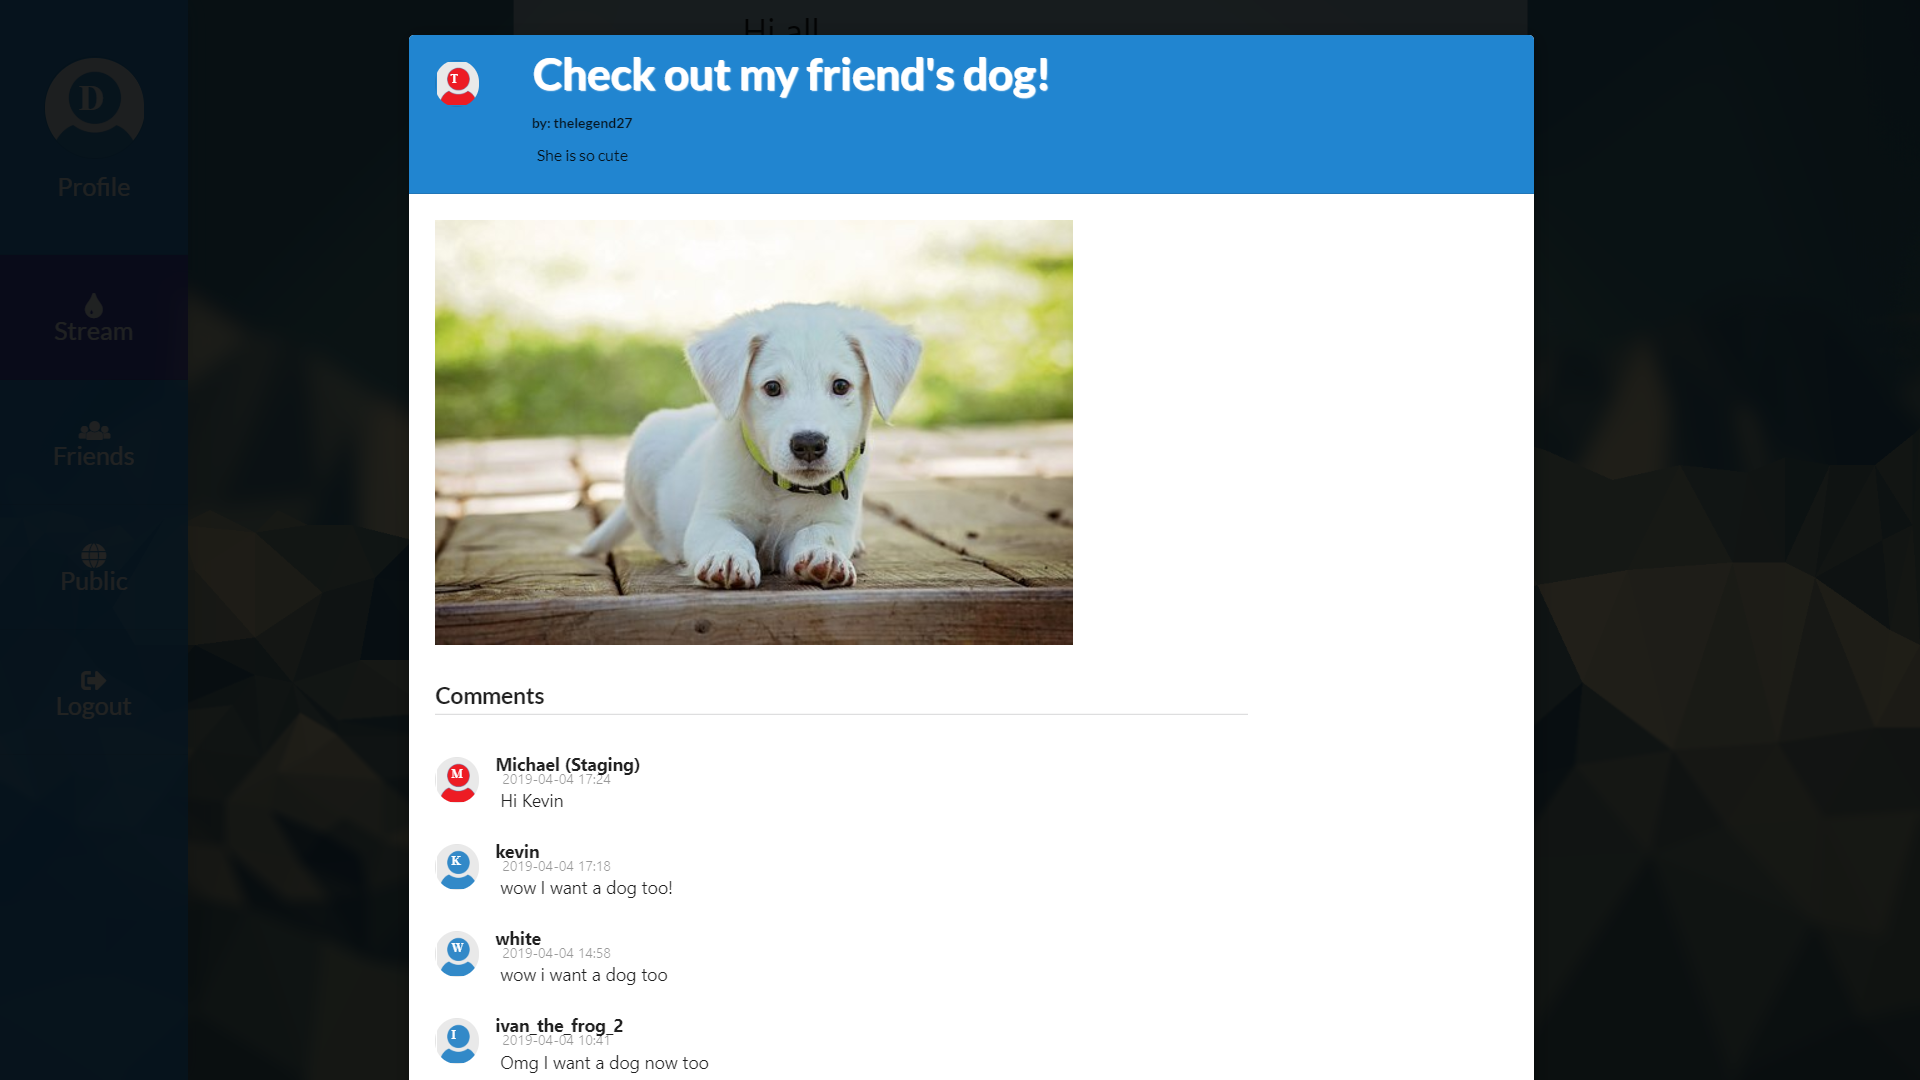 Hi all
D
Profile
Stream
Friends
Public
Logout
T
Check out my friend's dog!
by: thelegend27
She is so cute
Comments
M
Michael (Staging)
2019-04-04 17:24
Hi Kevin
K
kevin
2019-04-04 17:18
wow I want a dog too!
W
white
2019-04-04 14:58
wow i want a dog too
I
ivan_the_frog_2
2019-04-04 10:41
Omg I want a dog now too